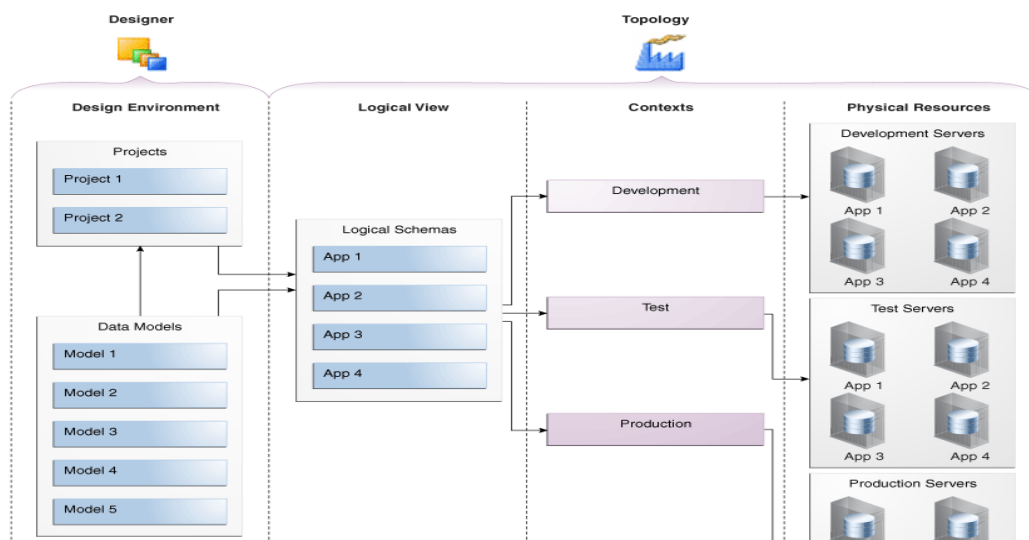 Designer
Topology
Design Environment
Logical View
Contexts
Physical Resources
Projects
Project 1
Project 2
Data Models
Model 1
Model 2
Model 3
Model 4
Model 5
Logical Schemas
App 1
App 2
App 3
App 4
Development
Test
Production
Development Servers
App 1
App 2
App 3
App 4
Test Servers
App 1
App 2
App 3
App 4
Production Servers